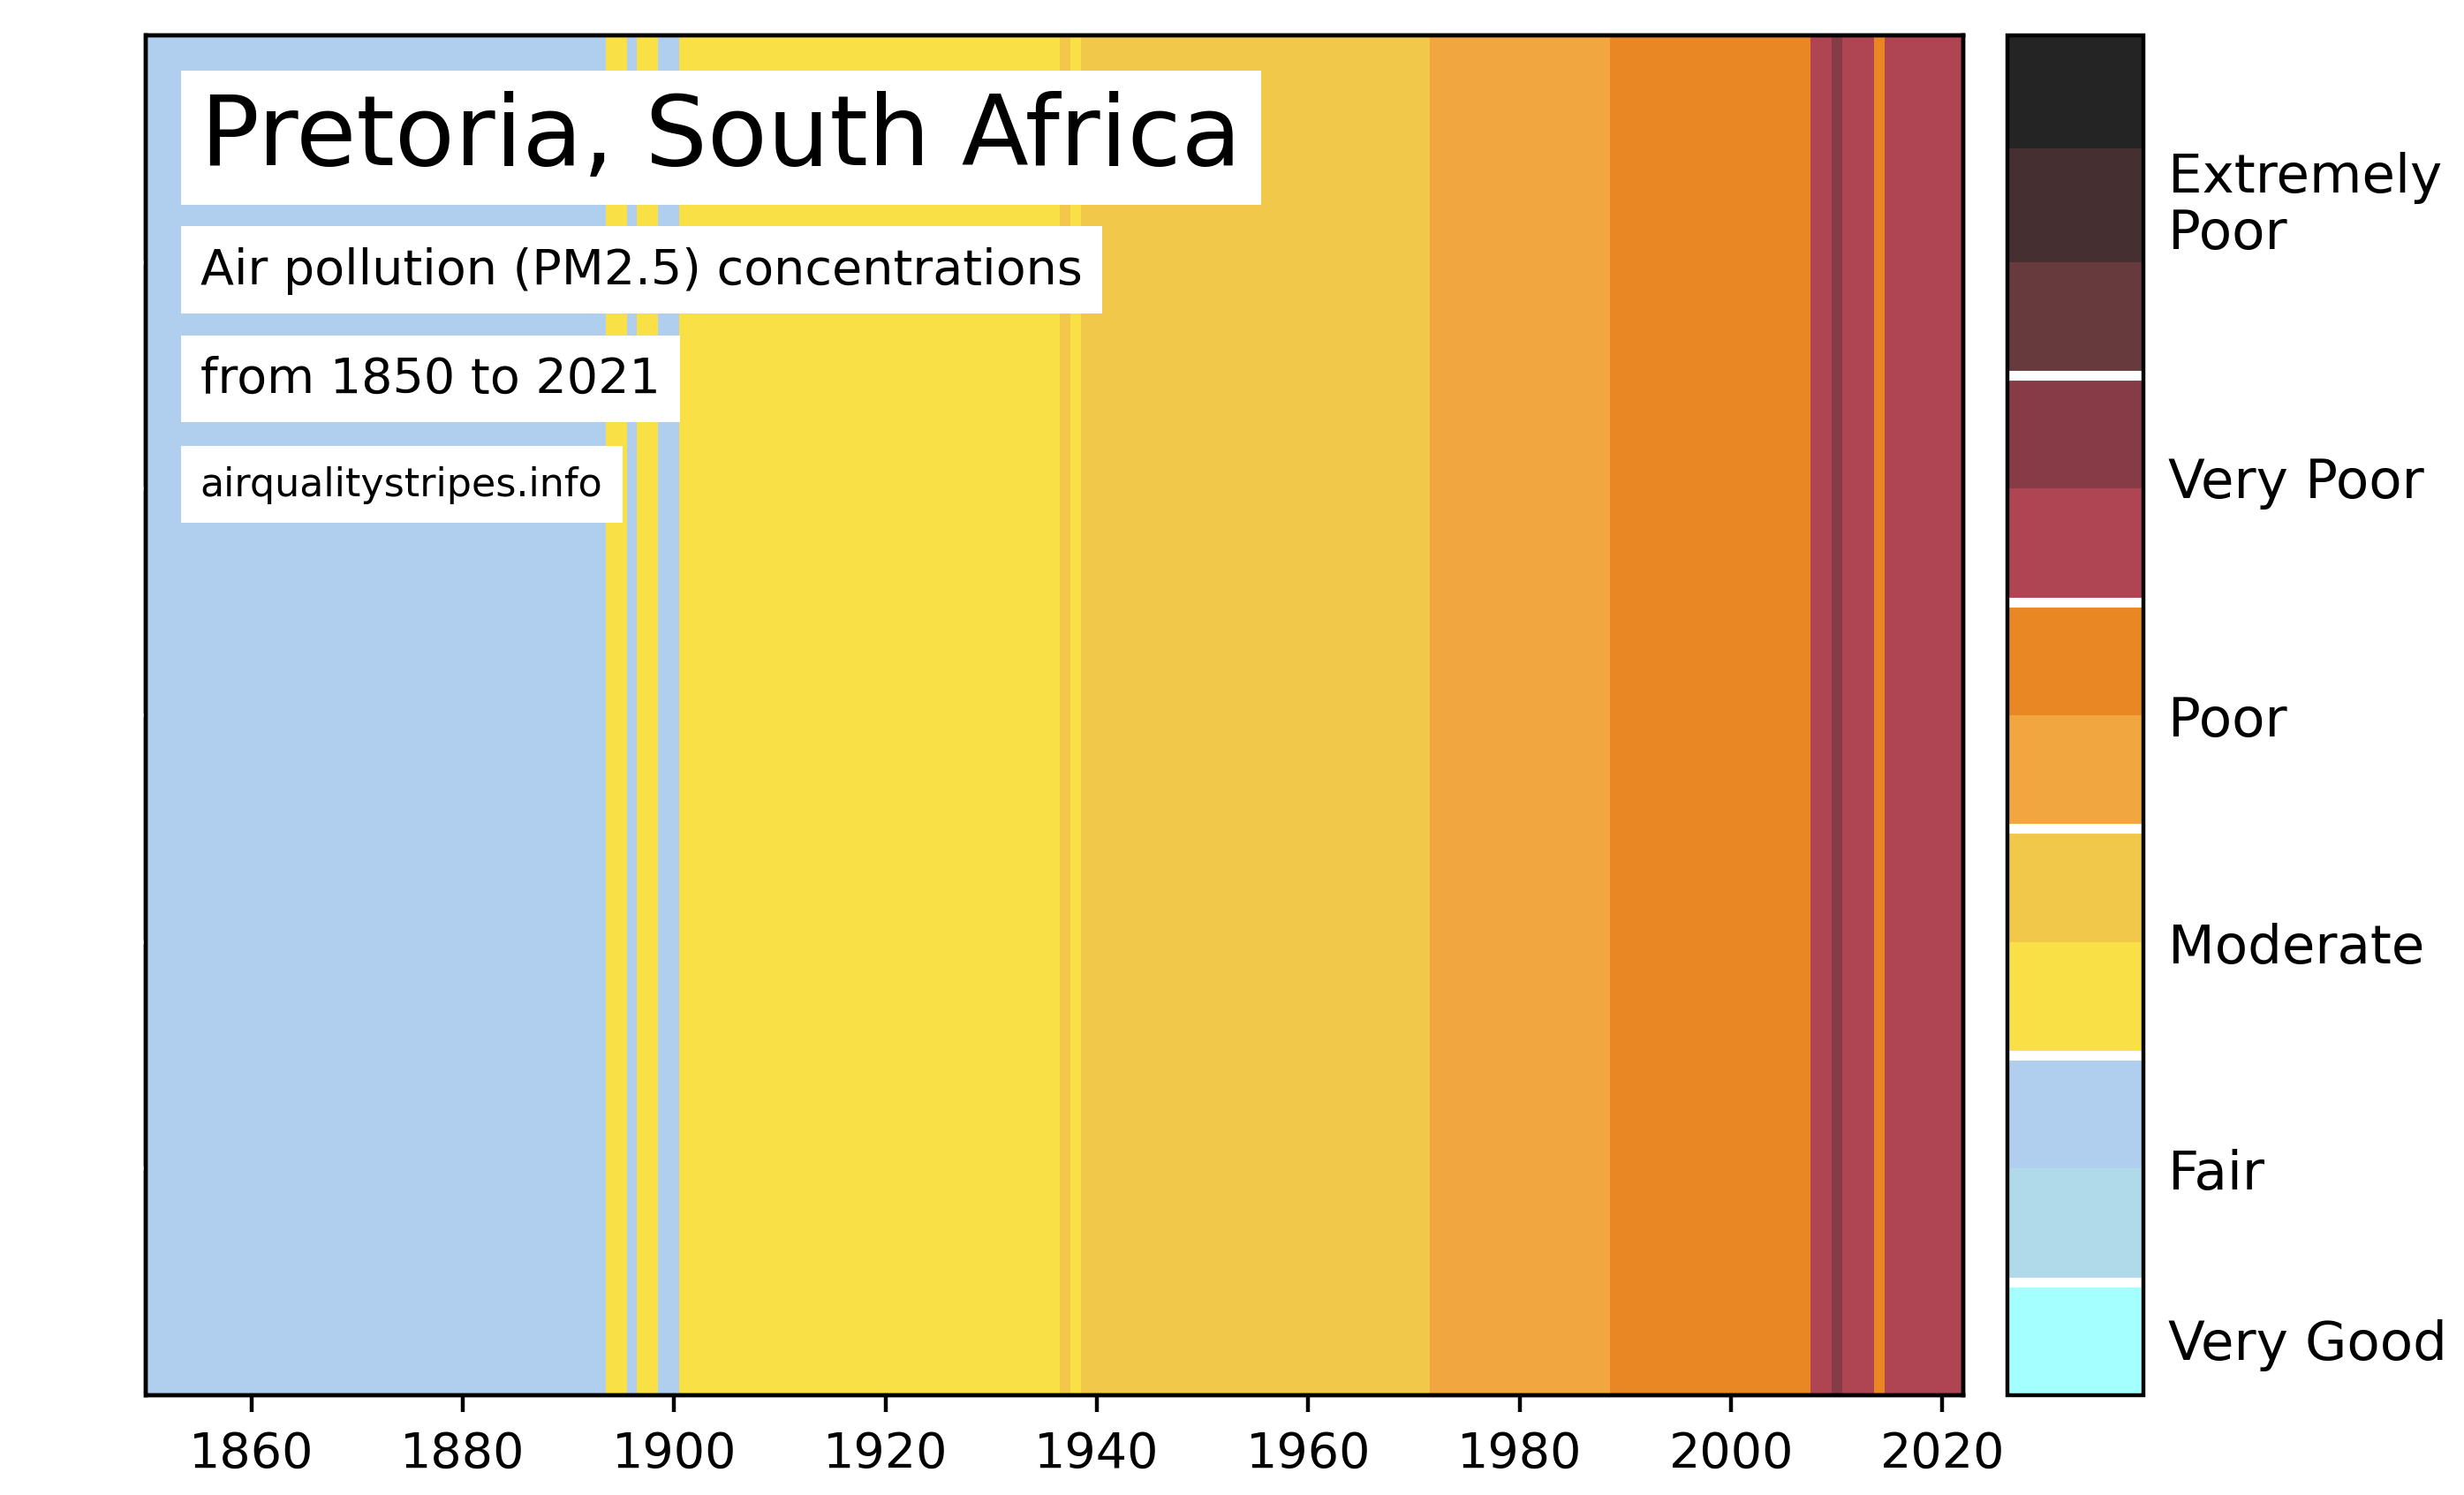 Pretoria, South Africa
Air pollution (PM2.5) concentrations
from 1850 to 2021
airqualitystripes.info
Extremely
Poor
Very Poor
Poor
Moderate
Fair
Very Good
1860 1880 1900 1920 1940 1960 1980 2000 2020